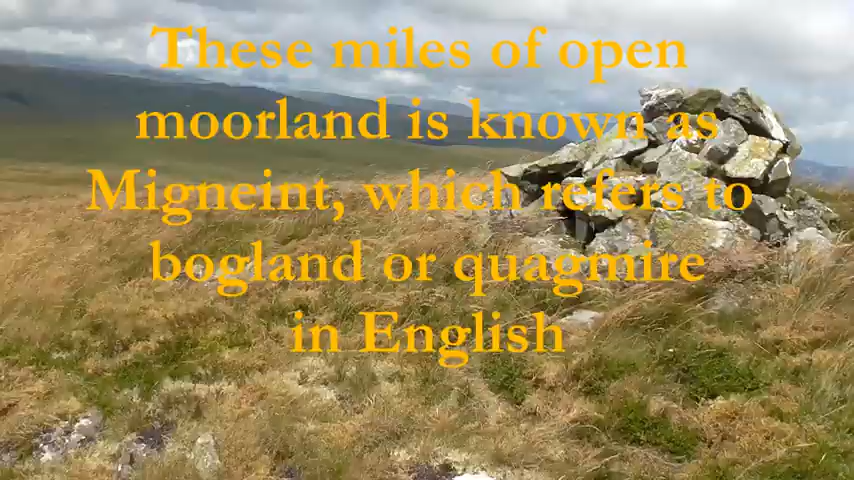 These miles of open
moorland is known as
Migneint, which refers to
bogland or quagmire
in English